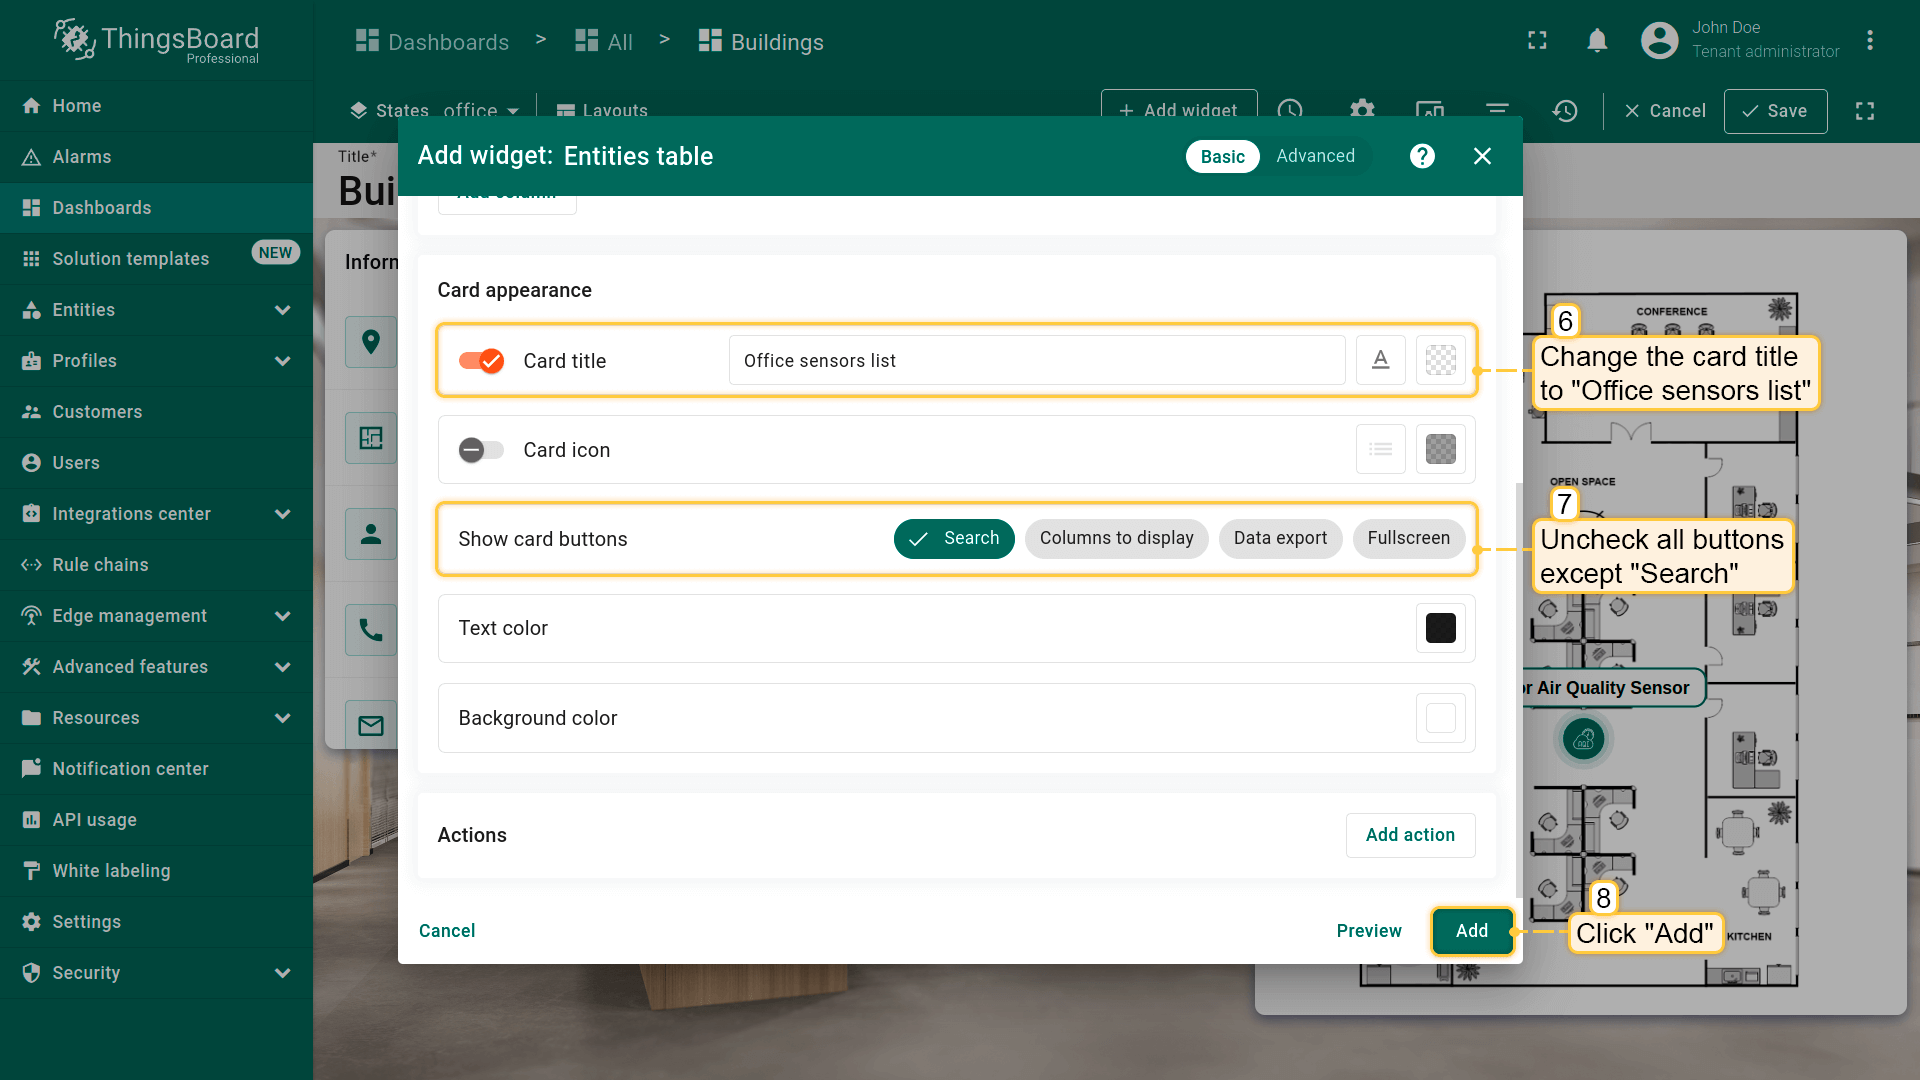 ThingsBoard
Professional
Dashboards > All > Buildings
John Doe
Tenant administrator
Home
Alarms
Dashboards
Solution templates NEW
Entities
Profiles
Customers
Users
Integrations center
Rule chains
Edge management
Advanced features
Resources
Notification center
API usage
White labeling
Settings
Security
States office Layouts
+ Add widget
Cancel
Save
Title*
Bui
Inforn
Add widget: Entities table
Basic
Advanced
Add column
Card appearance
Card title
Office sensors list
Card icon
Show card buttons
Search
Columns to display
Data export
Fullscreen
Text color
Background color
Actions
Add action
Cancel
Preview
Add
CONFERENCE
6
Change the card title
to "Office sensors list"
OPEN SPACE
7
Uncheck all buttons
except "Search"
or Air Quality Sensor
AQI
8
Click "Add"
KITCHEN